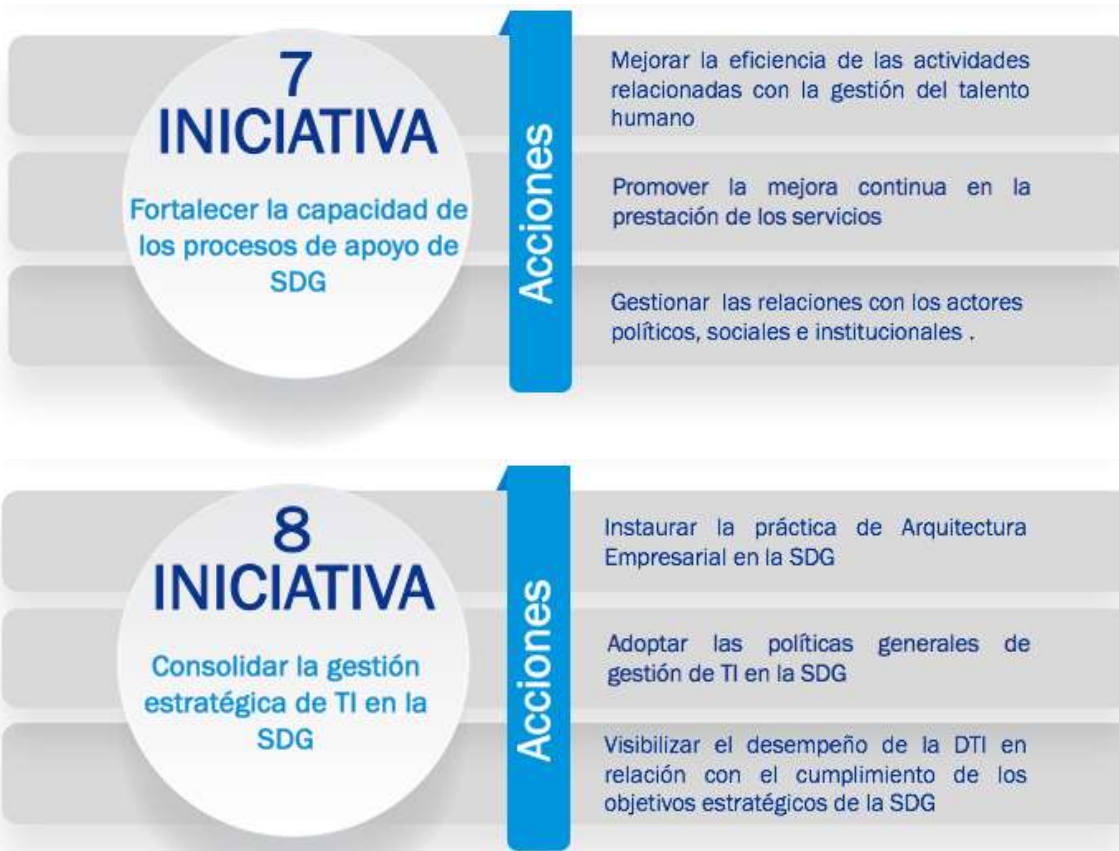 7
INICIATIVA
Fortalecer la capacidad de
los procesos de apoyo de
SDG
Acciones
Mejorar la eficiencia de las actividades
relacionadas con la gestión del talento
humano
Promover la mejora continua en la
prestación de los servicios
Gestionar las relaciones con los actores
políticos, sociales e institucionales .
8
INICIATIVA
Consolidar la gestión
estratégica de TI en la
SDG
Acciones
Instaurar la práctica de Arquitectura
Empresarial en la SDG
Adoptar las políticas generales de
gestión de TI en la SDG
Visibilizar el desempeño de la DTI en
relación con el cumplimiento de los
objetivos estratégicos de la SDG